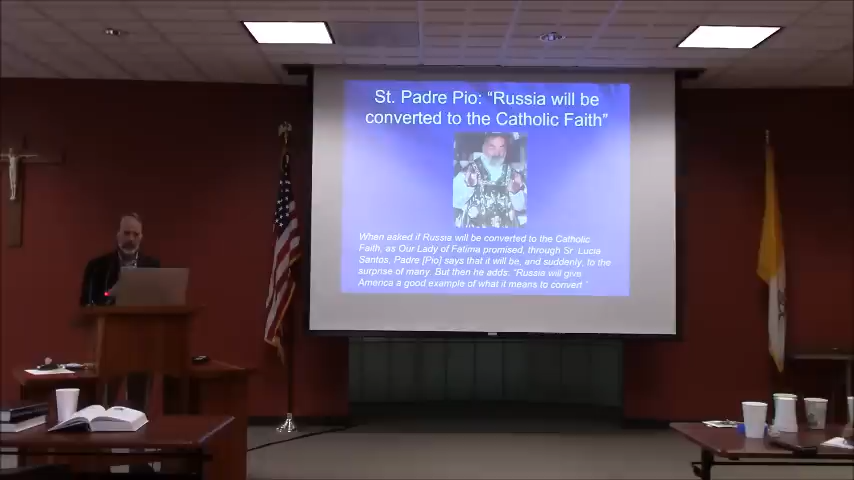 St. Padre Pio: “Russia will be
converted to the Catholic Faith”
When asked if Russia will be converted to the Catholic
Faith, as Our Lady of Fatima promised, through Sr. Lucia
Santos, Padre [Pio] says that it will be, and suddenly, to the
surprise of many. But then he adds: “Russia will give
America a good example of what it means to convert.”